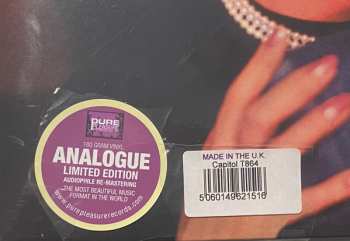 PURE
180 GRAM VINYL
ANALOGUE
LIMITED EDITION
AUDIOPHILE RE-MASTERING
THE MOST BEAUTIFUL MUSIC
FORMAT IN THE WORLD
www.purepleasurerecords.com
MADE IN THE U.K.
Capitol T864
5060149621516